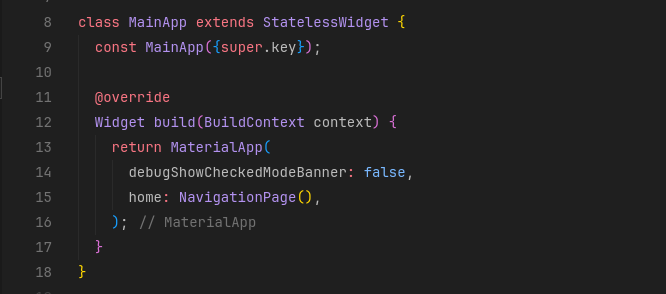 8 class MainApp extends StatelessWidget {
9 const MainApp({super.key});
10
11 @override
12 Widget build(BuildContext context) {
13 return MaterialApp(
14 debugShowCheckedModeBanner: false,
15 home: NavigationPage(),
16 ); // MaterialApp
17 }
18 }